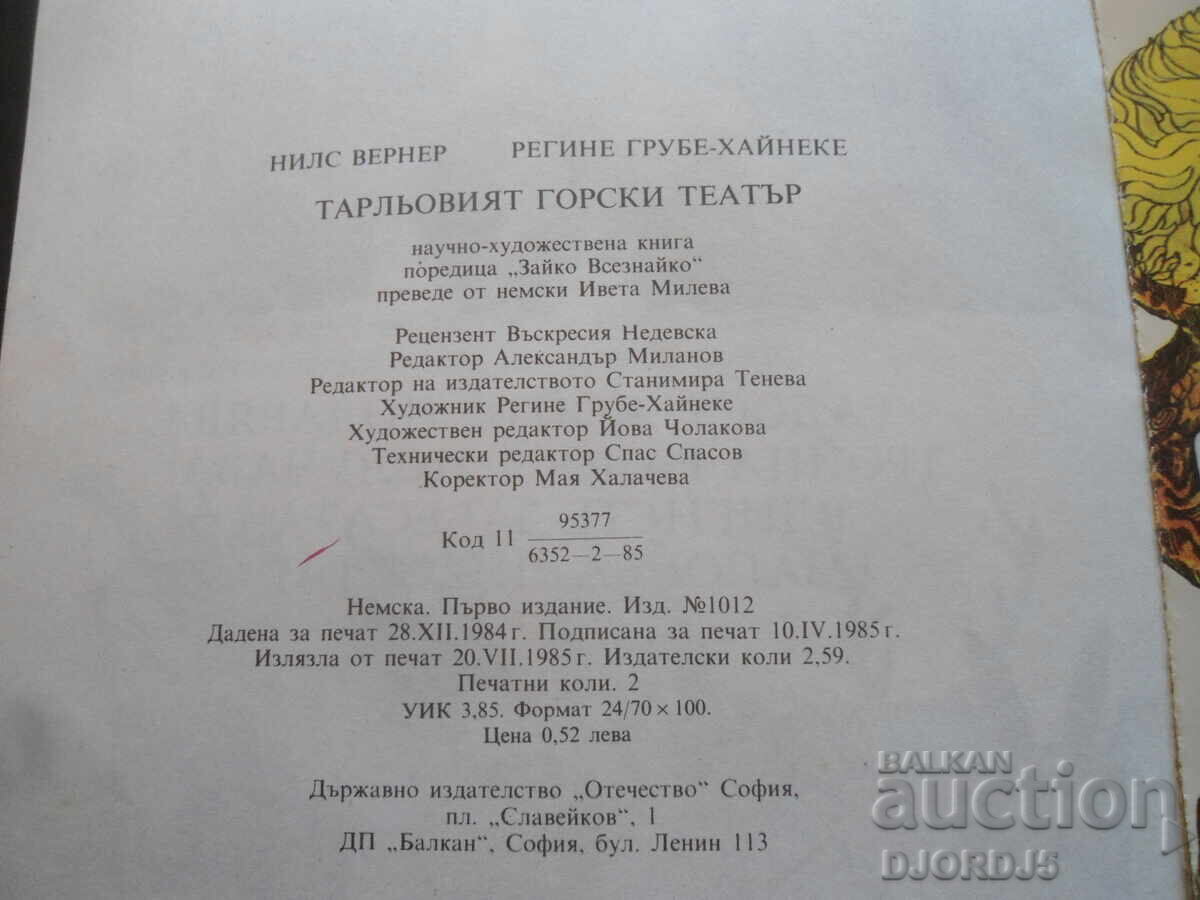 НИЛС ВЕРНЕР РЕГИНЕ ГРУБЕ-ХАЙНЕКЕ
ТАРЛЬОВИЯТ ГОРСКИ ТЕАТЪР
научно-художествена книга
поредица „Зайко Всезнайко“
преведе от немски Ивета Милева
Рецензент Въскресия Недевска
Редактор Александър Миланов
Редактор на издателството Станимира Тенева
Художник Регине Грубе-Хайнеке
Художествен редактор Йова Чолакова
Технически редактор Спас Спасов
Коректор Мая Халачева
Код 11 95377
6352—2—85
Немска. Първо издание. Изд. №1012
Дадена за печат 28.XII.1984 г. Подписана за печат 10.IV.1985 г.
Излязла от печат 20.VII.1985 г. Издателски коли 2,59.
Печатни коли. 2
УИК 3,85. Формат 24/70 × 100.
Цена 0,52 лева
Държавно издателство „Отечество“ София,
пл. „Славейков“, 1
ДП „Балкан“, София, бул. Ленин 113
BALKAN
auction
DJORDJ5